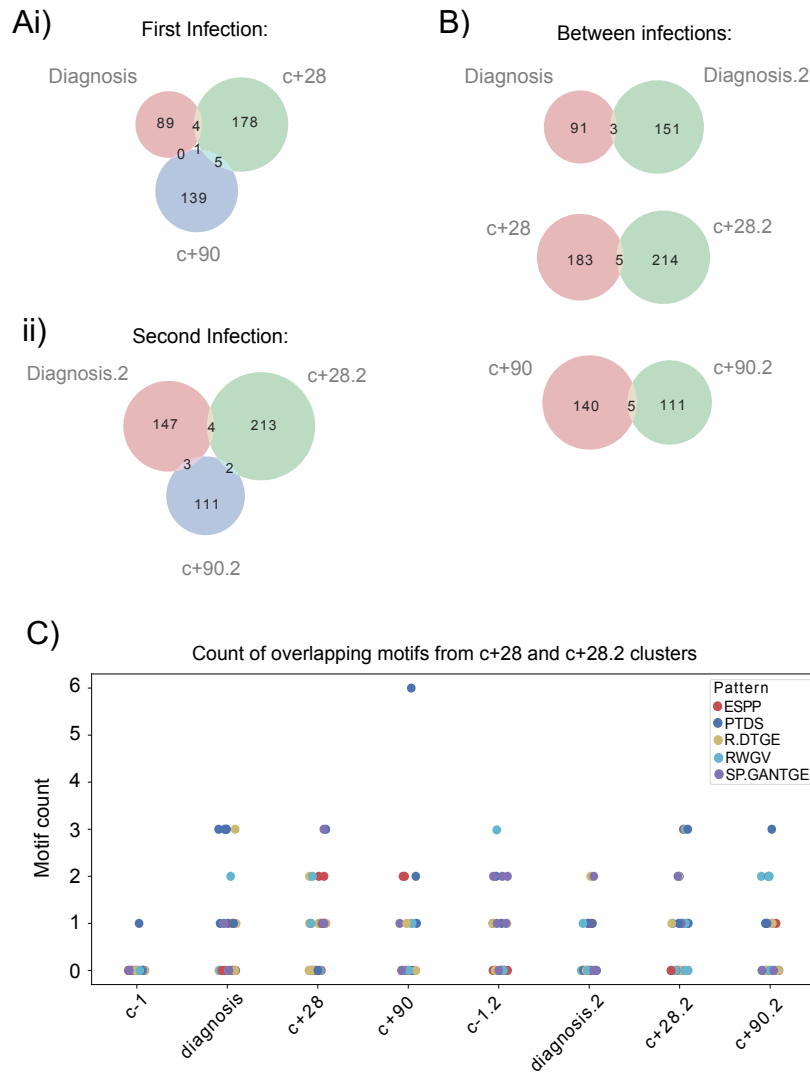 Ai)
First Infection:
Diagnosis
c+28
89
4
178
0
1
5
139
c+90
ii)
Second Infection:
Diagnosis.2
c+28.2
147
4
213
3
2
111
c+90.2
B)
Between infections:
Diagnosis
Diagnosis.2
91
3
151
c+28
c+28.2
183
5
214
c+90
c+90.2
140
5
111
C)
Count of overlapping motifs from c+28 and c+28.2 clusters
Motif count
6
5
4
3
2
1
0
Pattern
ESPP
PTDS
R.DTGE
RWGV
SP.GANTGE
c-1
diagnosis
c+28
c+90
c-1.2
diagnosis.2
c+28.2
c+90.2